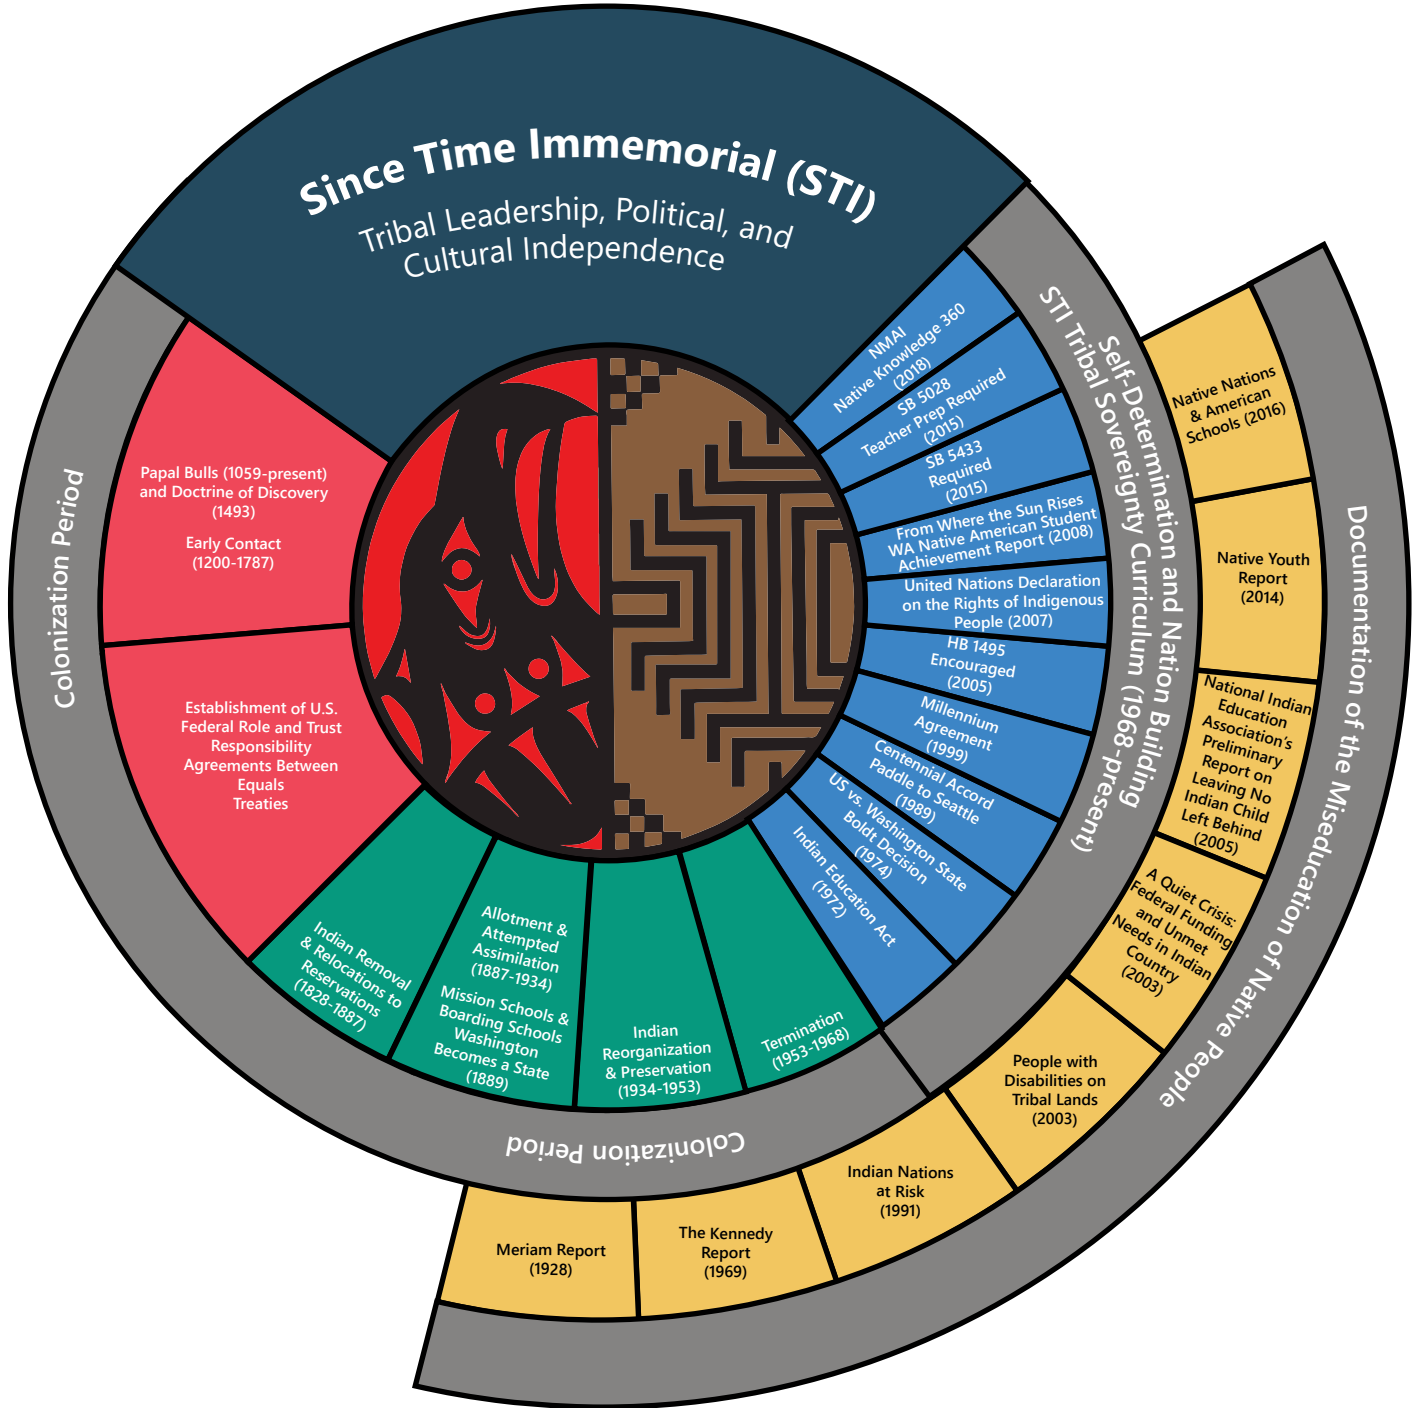 Since Time Immemorial (STI)
Tribal Leadership, Political, and
Cultural Independence
Colonization Period
Papal Bulls (1059-present)
and Doctrine of Discovery
(1493)
Early Contact
(1200-1787)
Establishment of U.S.
Federal Role and Trust
Responsibility
Agreements Between
Equals
Treaties
Indian Removal
& Relocations to
Reservations
(1828-1887)
Allotment &
Attempted
Assimilation
(1887-1934)
Mission Schools &
Boarding Schools
Washington
Becomes a State
(1889)
Indian
Reorganization
& Preservation
(1934-1953)
Termination
(1953-1968)
Colonization Period
Indian Education Act
(1972)
US vs. Washington State
Boldt Decision
(1974)
Centennial Accord
Paddle to Seattle
(1989)
Millennium
Agreement
(1999)
HB 1495
Encouraged
(2005)
United Nations Declaration
on the Rights of Indigenous
People (2007)
From Where the Sun Rises
WA Native American Student
Achievement Report (2008)
SB 5433
Required
(2015)
SB 5028
Teacher Prep Required
(2015)
NMAI
Native Knowledge 360
(2018)
Self-Determination and Nation Building
STI Tribal Sovereignty Curriculum (1968-present)
Meriam Report
(1928)
The Kennedy
Report
(1969)
Indian Nations
at Risk
(1991)
People with
Disabilities on
Tribal Lands
(2003)
A Quiet Crisis:
Federal Funding
and Unmet
Needs in Indian
Country
(2003)
National Indian
Education
Association's
Preliminary
Report on
Leaving No
Indian Child
Left Behind
(2005)
Native Youth
Report
(2014)
Native Nations
& American
Schools (2016)
Documentation of the Miseducation of Native People